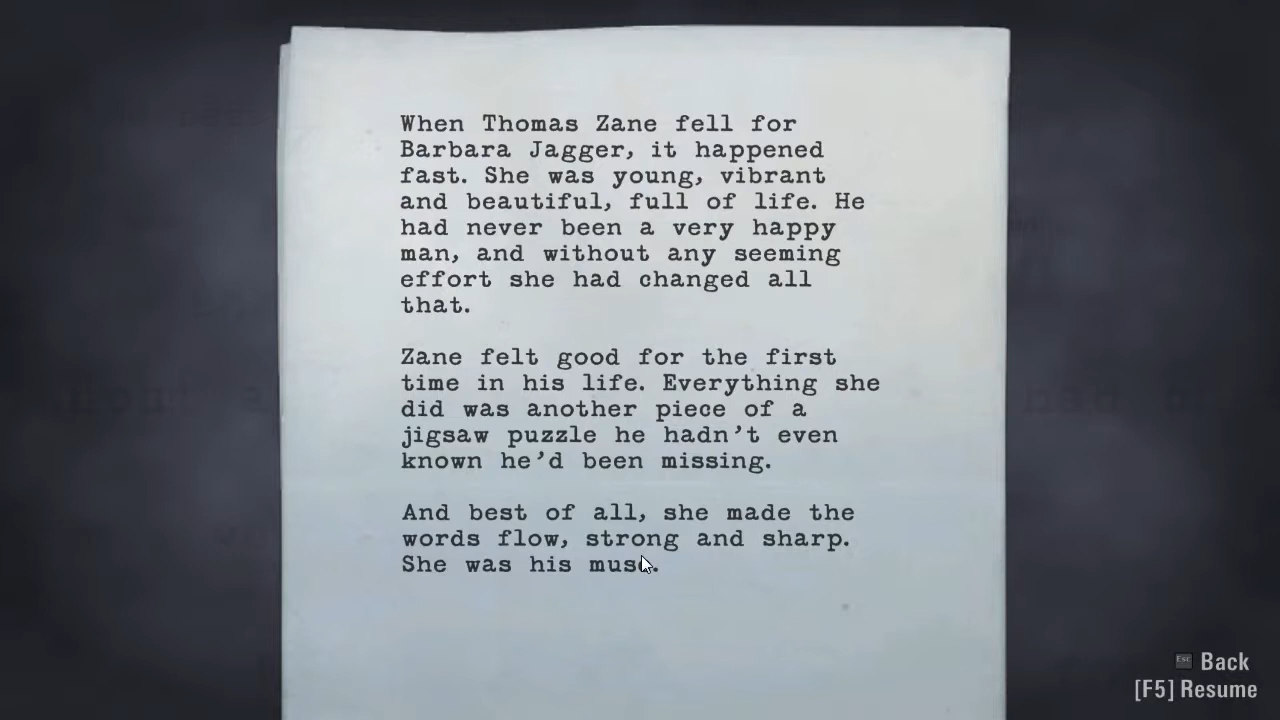 When Thomas Zane fell for
Barbara Jagger, it happened
fast. She was young, vibrant
and beautiful, full of life. He
had never been a very happy
man, and without any seeming
effort she had changed all
that.
Zane felt good for the first
time in his life. Everything she
did was another piece of a
jigsaw puzzle he hadn't even
known he'd been missing.
And best of all, she made the
words flow, strong and sharp.
She was his muse.
Esc Back
[F5] Resume